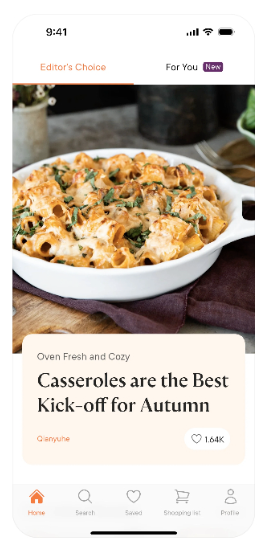 9:41
Editor's Choice
For You New
Oven Fresh and Cozy
Casseroles are the Best
Kick-off for Autumn
Qianyuhe
1.64K
Home
Search
Saved
Shopping list
Profile